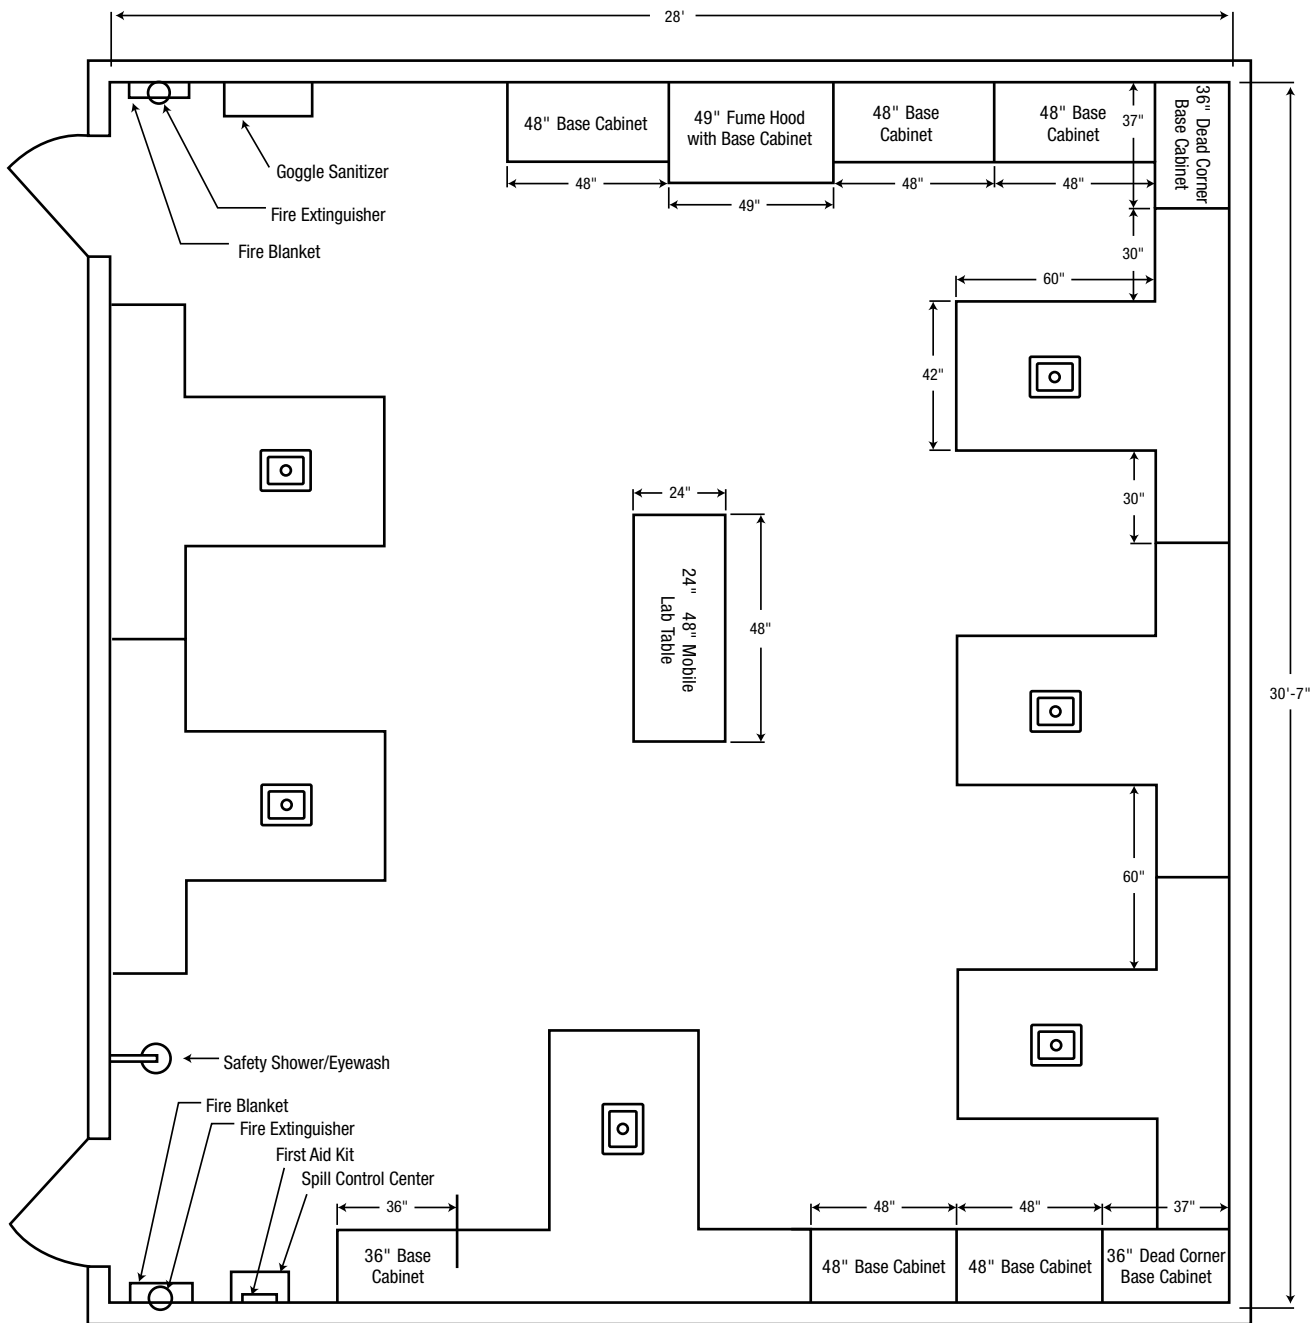 28'
48" Base Cabinet
49" Fume Hood
with Base Cabinet
48" Base
Cabinet
48" Base
Cabinet
37"
36" Dead Corner
Base Cabinet
Goggle Sanitizer
Fire Extinguisher
Fire Blanket
48"
49"
48"
48"
30"
60"
42"
30"
24"
24" 48" Mobile
Lab Table
48"
30'-7"
60"
Safety Shower/Eyewash
Fire Blanket
Fire Extinguisher
First Aid Kit
Spill Control Center
36"
36" Base
Cabinet
48"
48"
37"
48" Base Cabinet
48" Base Cabinet
36" Dead Corner
Base Cabinet